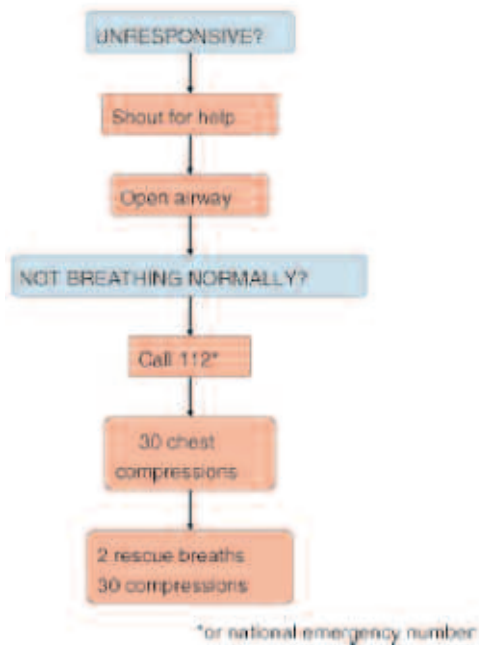 UNRESPONSIVE?
Shout for help
Open airway
NOT BREATHING NORMALLY?
Call 112*
30 chest
compressions
2 rescue breaths
30 compressions
*or national emergency number